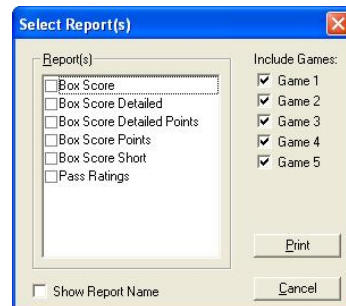 Select Report(s)
Report(s)
Box Score
Box Score Detailed
Box Score Detailed Points
Box Score Points
Box Score Short
Pass Ratings
Show Report Name
Include Games:
Game 1
Game 2
Game 3
Game 4
Game 5
Print
Cancel